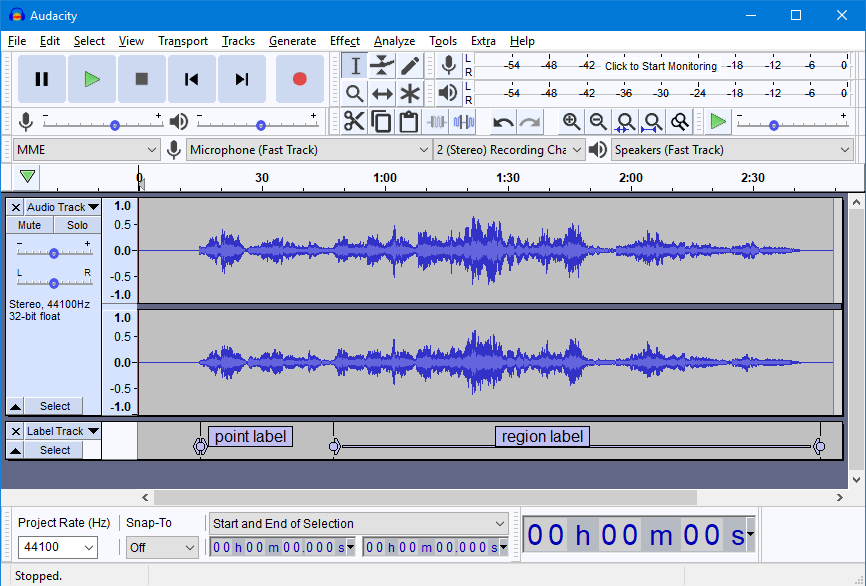 Audacity
File Edit Select View Transport Tracks Generate Effect Analyze Tools Extra Help
L
R
-54 -48 -42 Click to Start Monitoring -18 -12 -6 0
L
R
-54 -48 -42 -36 -30 -24 -18 -12 -6 0
- + - +
- +
MME Microphone (Fast Track) 2 (Stereo) Recording Cha Speakers (Fast Track)
0 30 1:00 1:30 2:00 2:30
Audio Track
Mute Solo
- +
L R
Stereo, 44100Hz
32-bit float
Select
1.0
0.5
0.0
-0.5
-1.0
1.0
0.5
0.0
-0.5
-1.0
Label Track
Select
point label region label
Project Rate (Hz) Snap-To Start and End of Selection
44100 Off 00 h 00 m 00.000 s 00 h 00 m 00.000 s
00 h 00 m 00 s
Stopped.